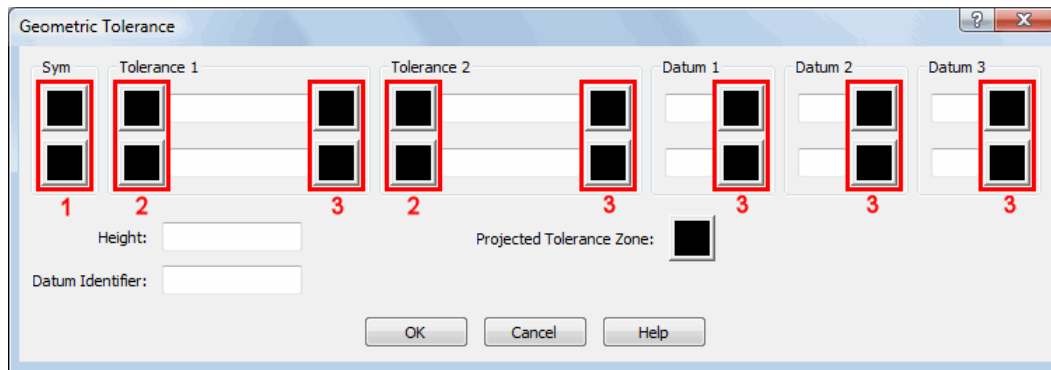 Geometric Tolerance
Sym Tolerance 1 Tolerance 2 Datum 1 Datum 2 Datum 3
1 2 3 2 3 3 3 3
Height: Projected Tolerance Zone:
Datum Identifier:
OK Cancel Help